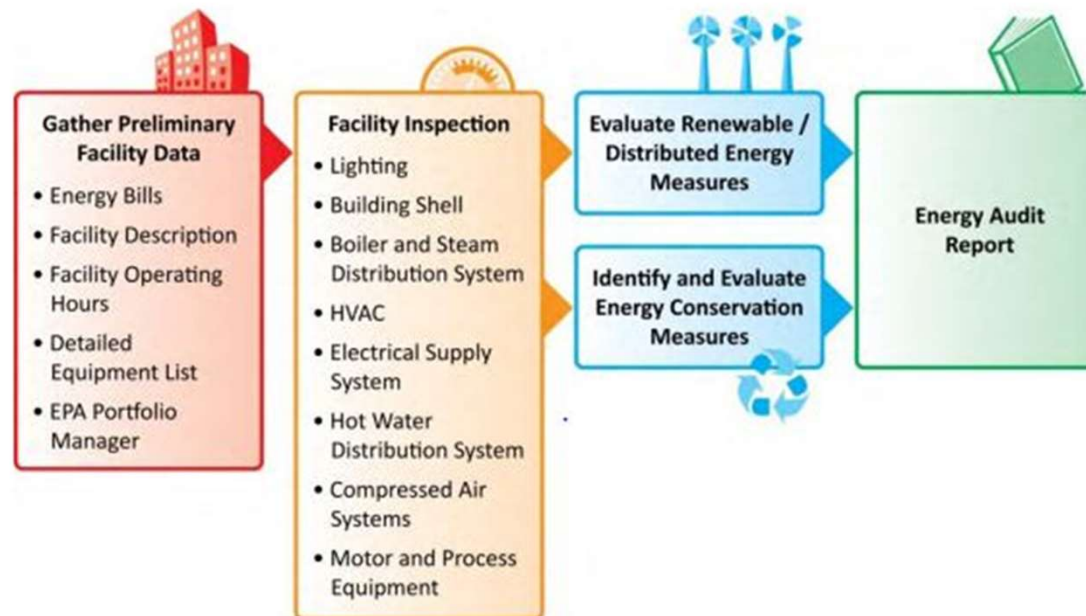 Gather Preliminary
Facility Data
• Energy Bills
• Facility Description
• Facility Operating
Hours
• Detailed
Equipment List
• EPA Portfolio
Manager
Facility Inspection
• Lighting
• Building Shell
• Boiler and Steam
Distribution System
• HVAC
• Electrical Supply
System
• Hot Water
Distribution System
• Compressed Air
Systems
• Motor and Process
Equipment
Evaluate Renewable /
Distributed Energy
Measures
Identify and Evaluate
Energy Conservation
Measures
Energy Audit
Report